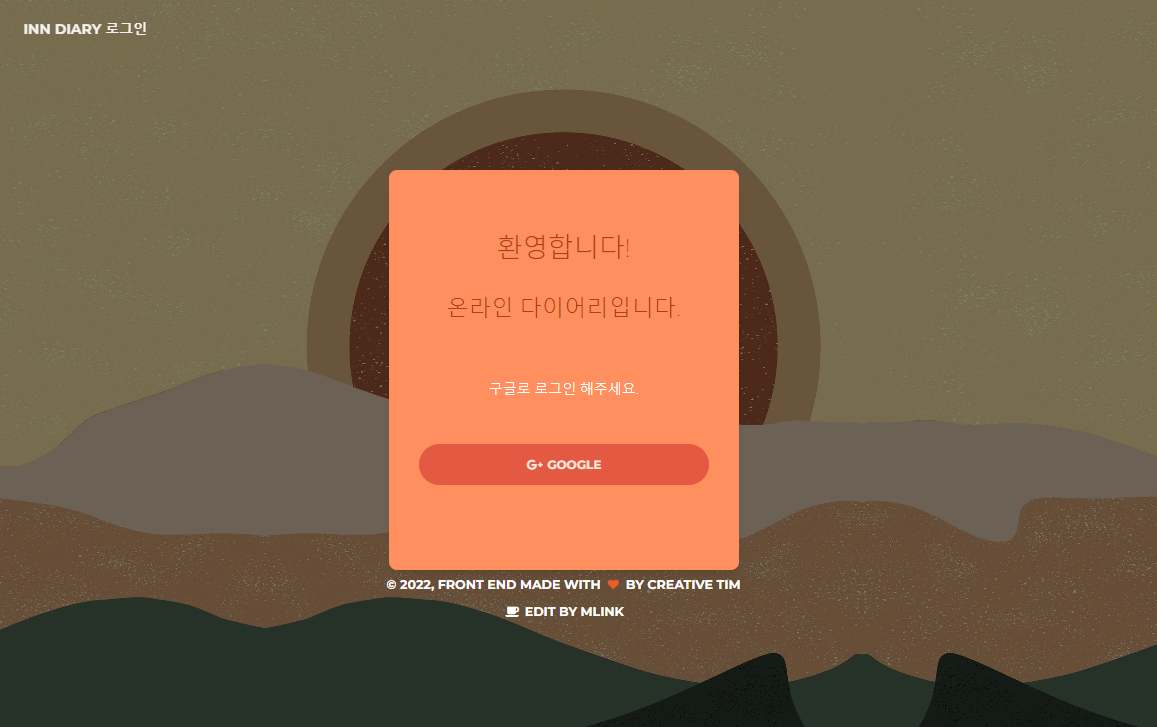 INN DIARY 로그인
환영합니다!
온라인 다이어리입니다.
구글로 로그인 해주세요.
G+ GOOGLE
© 2022, FRONT END MADE WITH ♥ BY CREATIVE TIM
EDIT BY MLINK